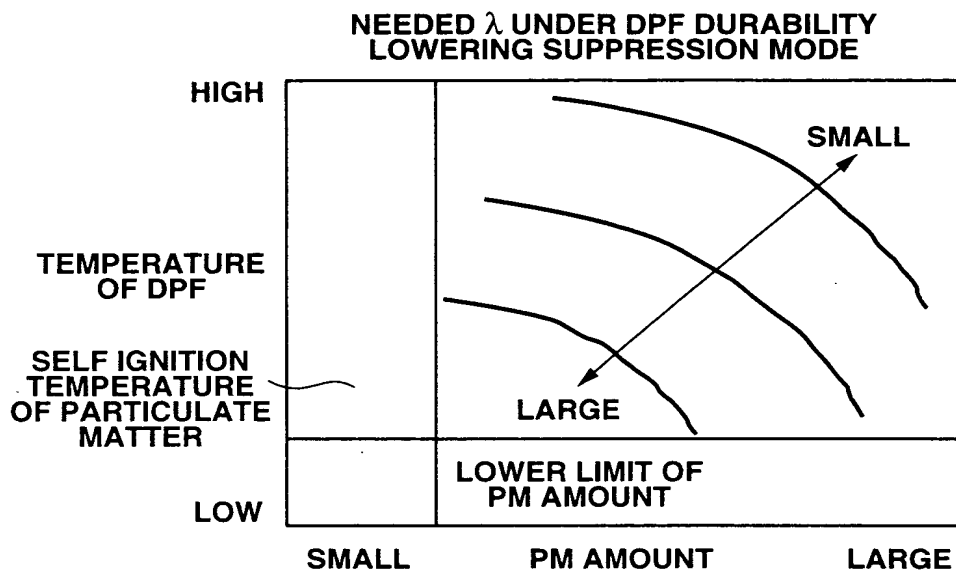 NEEDED λ UNDER DPF DURABILITY
LOWERING SUPPRESSION MODE
HIGH
SMALL
TEMPERATURE
OF DPF
SELF IGNITION
TEMPERATURE
OF PARTICULATE
MATTER
LARGE
LOWER LIMIT OF
PM AMOUNT
LOW
SMALL
PM AMOUNT
LARGE